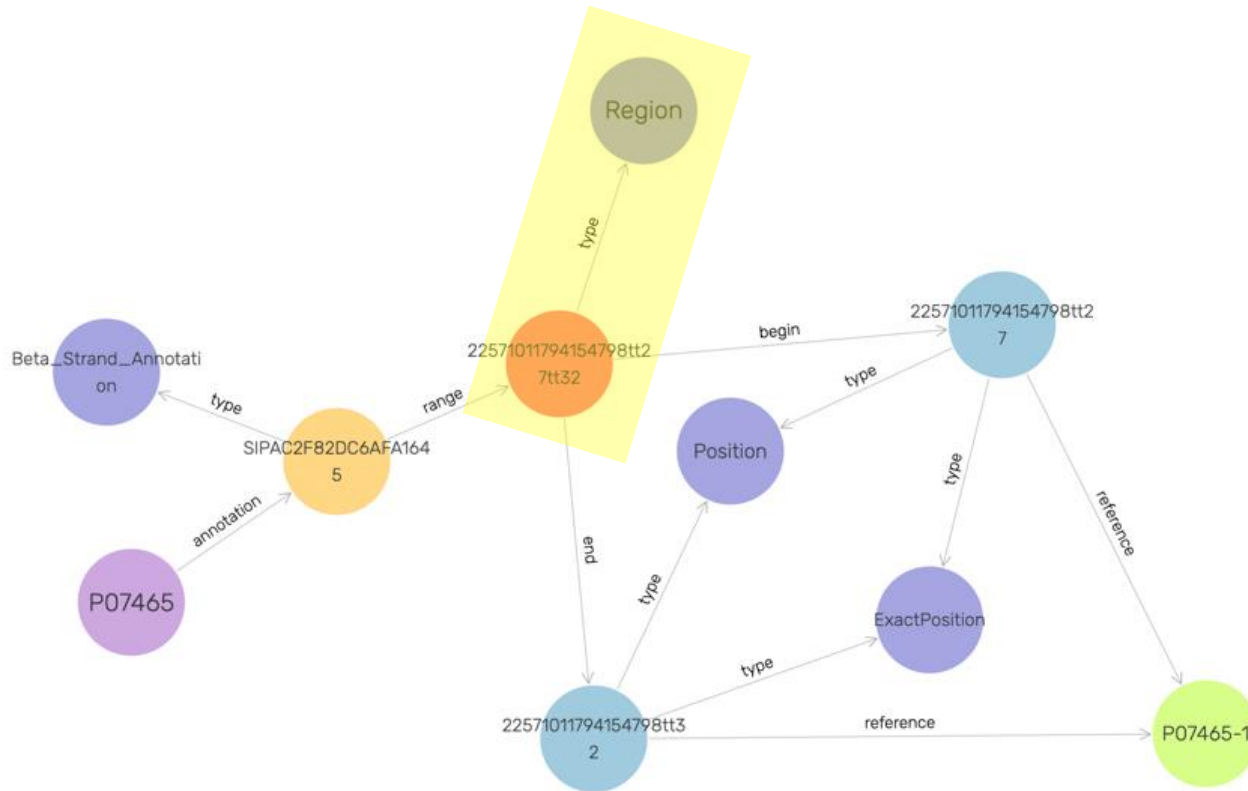 Region
type
22571011794154798tt2
7tt32
begin
22571011794154798tt2
7
Beta_Strand_Annotati
on
type
range
type
SIPAC2F82DC6AFA164
5
Position
type
annotation
reference
end
type
P07465
ExactPosition
type
22571011794154798tt3
2
reference
P07465-1